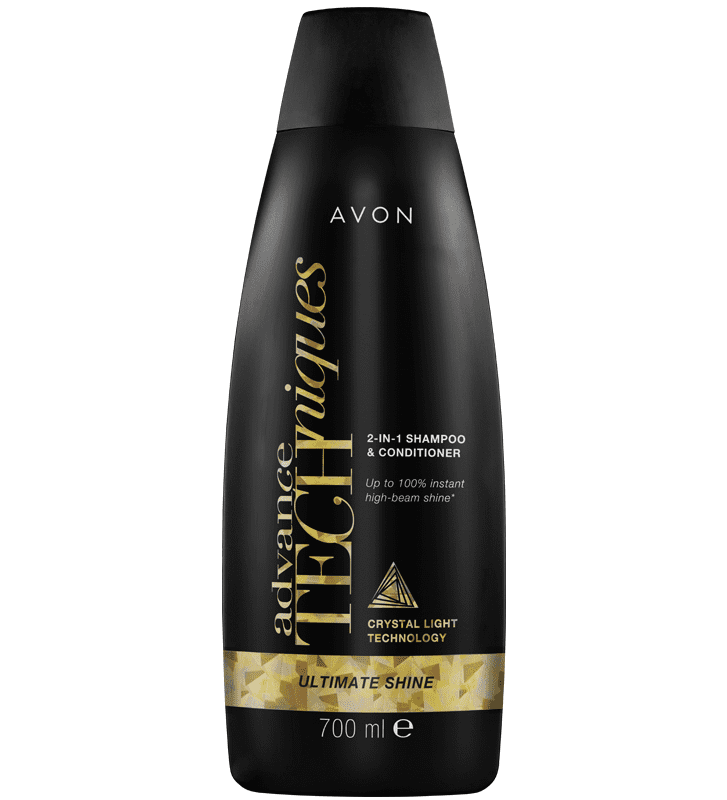 AVON
advance
TECHniques
2-IN-1 SHAMPOO
& CONDITIONER
Up to 100% instant
high-beam shine*
CRYSTAL LIGHT
TECHNOLOGY
ULTIMATE SHINE
700 ml ℮